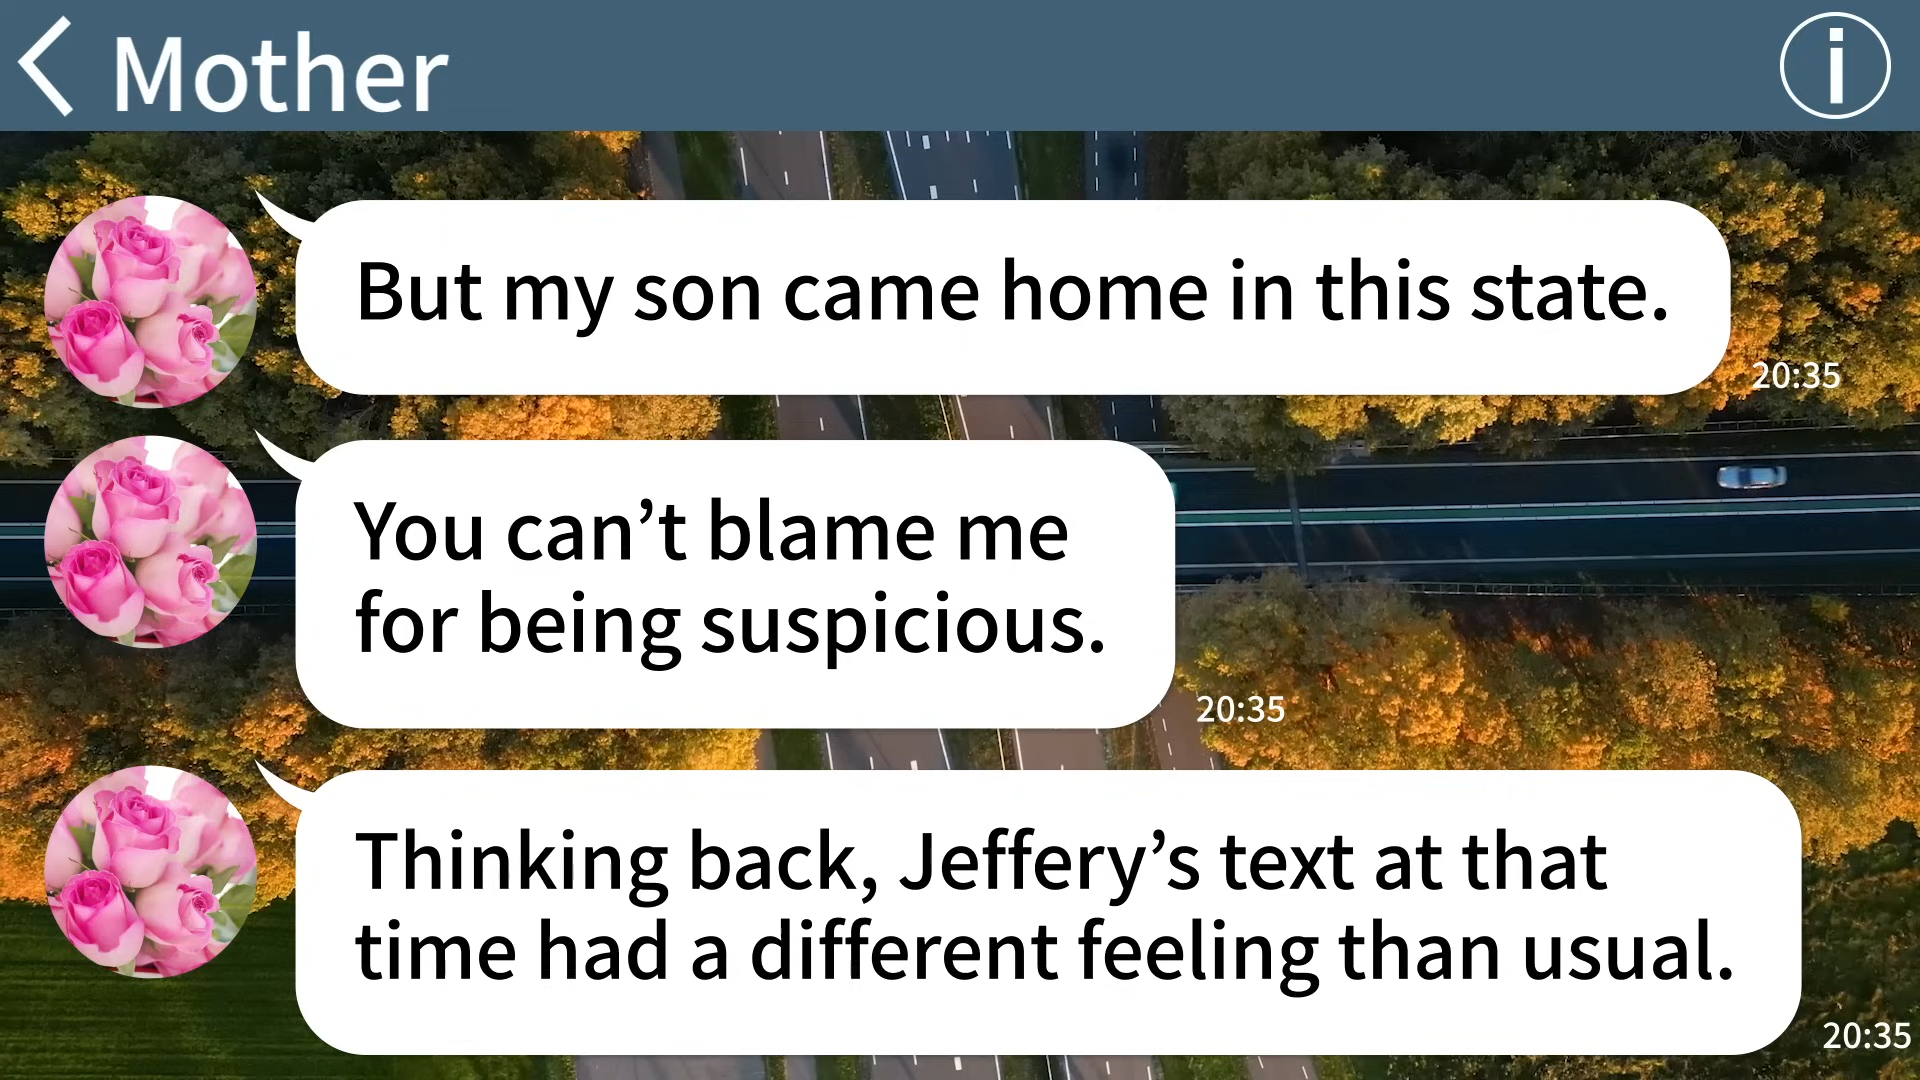 Mother
But my son came home in this state.
20:35
You can’t blame me
for being suspicious.
20:35
Thinking back, Jeffery’s text at that
time had a different feeling than usual.
20:35